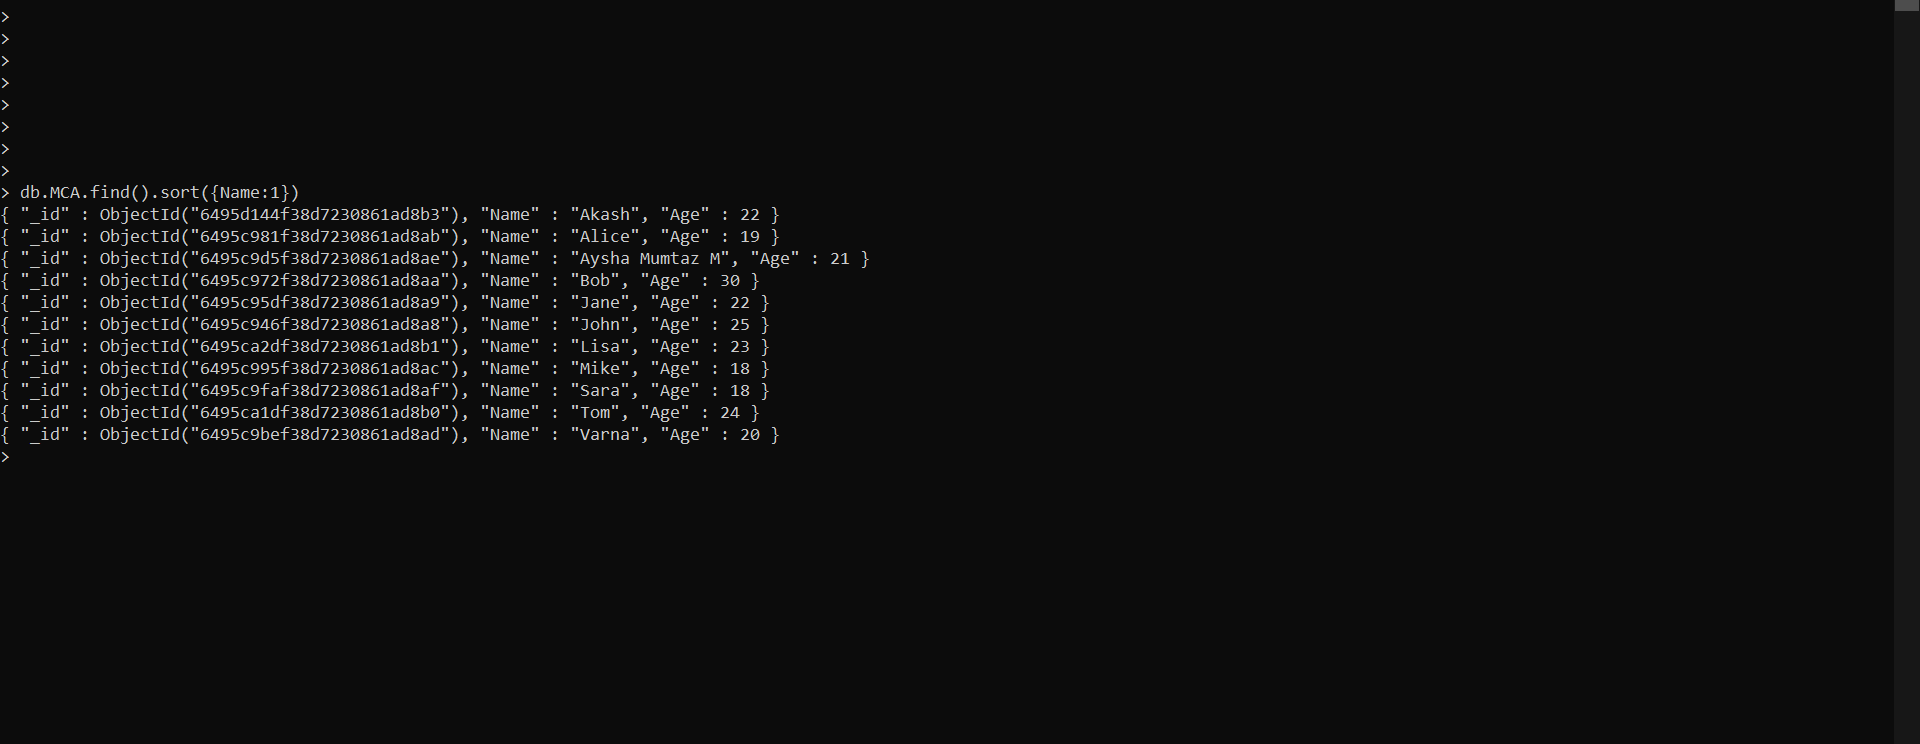 >
>
>
>
>
>
>
>
> db.MCA.find().sort({Name:1})
{ "_id" : ObjectId("6495d144f38d7230861ad8b3"), "Name" : "Akash", "Age" : 22 }
{ "_id" : ObjectId("6495c981f38d7230861ad8ab"), "Name" : "Alice", "Age" : 19 }
{ "_id" : ObjectId("6495c9d5f38d7230861ad8ae"), "Name" : "Aysha Mumtaz M", "Age" : 21 }
{ "_id" : ObjectId("6495c972f38d7230861ad8aa"), "Name" : "Bob", "Age" : 30 }
{ "_id" : ObjectId("6495c95df38d7230861ad8a9"), "Name" : "Jane", "Age" : 22 }
{ "_id" : ObjectId("6495c946f38d7230861ad8a8"), "Name" : "John", "Age" : 25 }
{ "_id" : ObjectId("6495ca2df38d7230861ad8b1"), "Name" : "Lisa", "Age" : 23 }
{ "_id" : ObjectId("6495c995f38d7230861ad8ac"), "Name" : "Mike", "Age" : 18 }
{ "_id" : ObjectId("6495c9faf38d7230861ad8af"), "Name" : "Sara", "Age" : 18 }
{ "_id" : ObjectId("6495ca1df38d7230861ad8b0"), "Name" : "Tom", "Age" : 24 }
{ "_id" : ObjectId("6495c9bef38d7230861ad8ad"), "Name" : "Varna", "Age" : 20 }
>